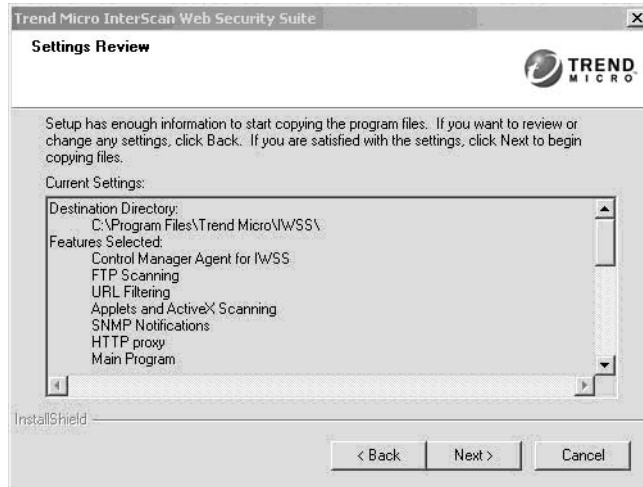 Trend Micro InterScan Web Security Suite
Settings Review
TREND
MICRO
Setup has enough information to start copying the program files. If you want to review or
change any settings, click Back. If you are satisfied with the settings, click Next to begin
copying files.
Current Settings:
Destination Directory:
C:\Program Files\Trend Micro\IWSS\
Features Selected:
Control Manager Agent for IWSS
FTP Scanning
URL Filtering
Applets and ActiveX Scanning
SNMP Notifications
HTTP proxy
Main Program
InstallShield
< Back
Next >
Cancel